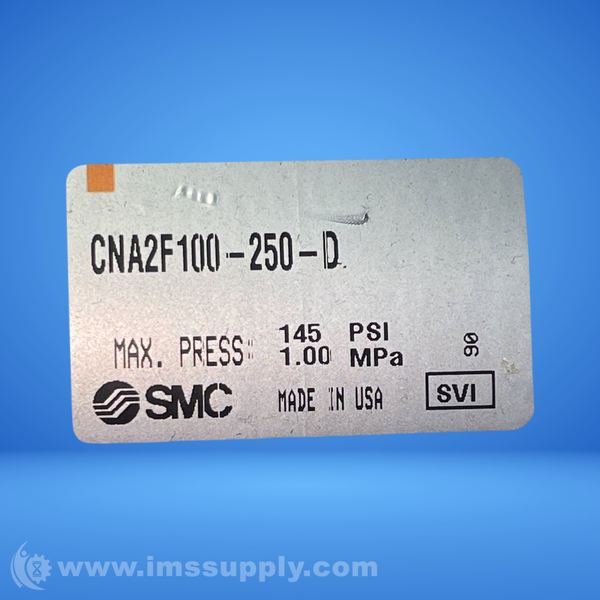 CNA2F100-250-D
MAX. PRESS: 145 PSI
1.00 MPa
90
SMC MADE IN USA SVI
www.imssupply.com